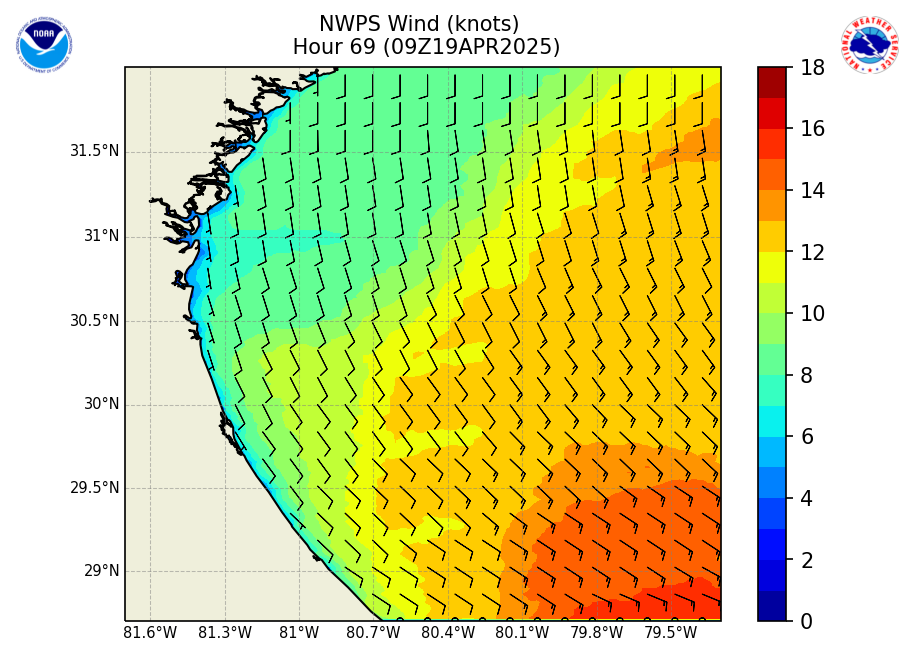 NWPS Wind (knots)
Hour 69 (09Z19APR2025)
NOAA
NATIONAL WEATHER SERVICE
31.5°N
31°N
30.5°N
30°N
29.5°N
29°N
81.6°W 81.3°W 81°W 80.7°W 80.4°W 80.1°W 79.8°W 79.5°W
18
16
14
12
10
8
6
4
2
0